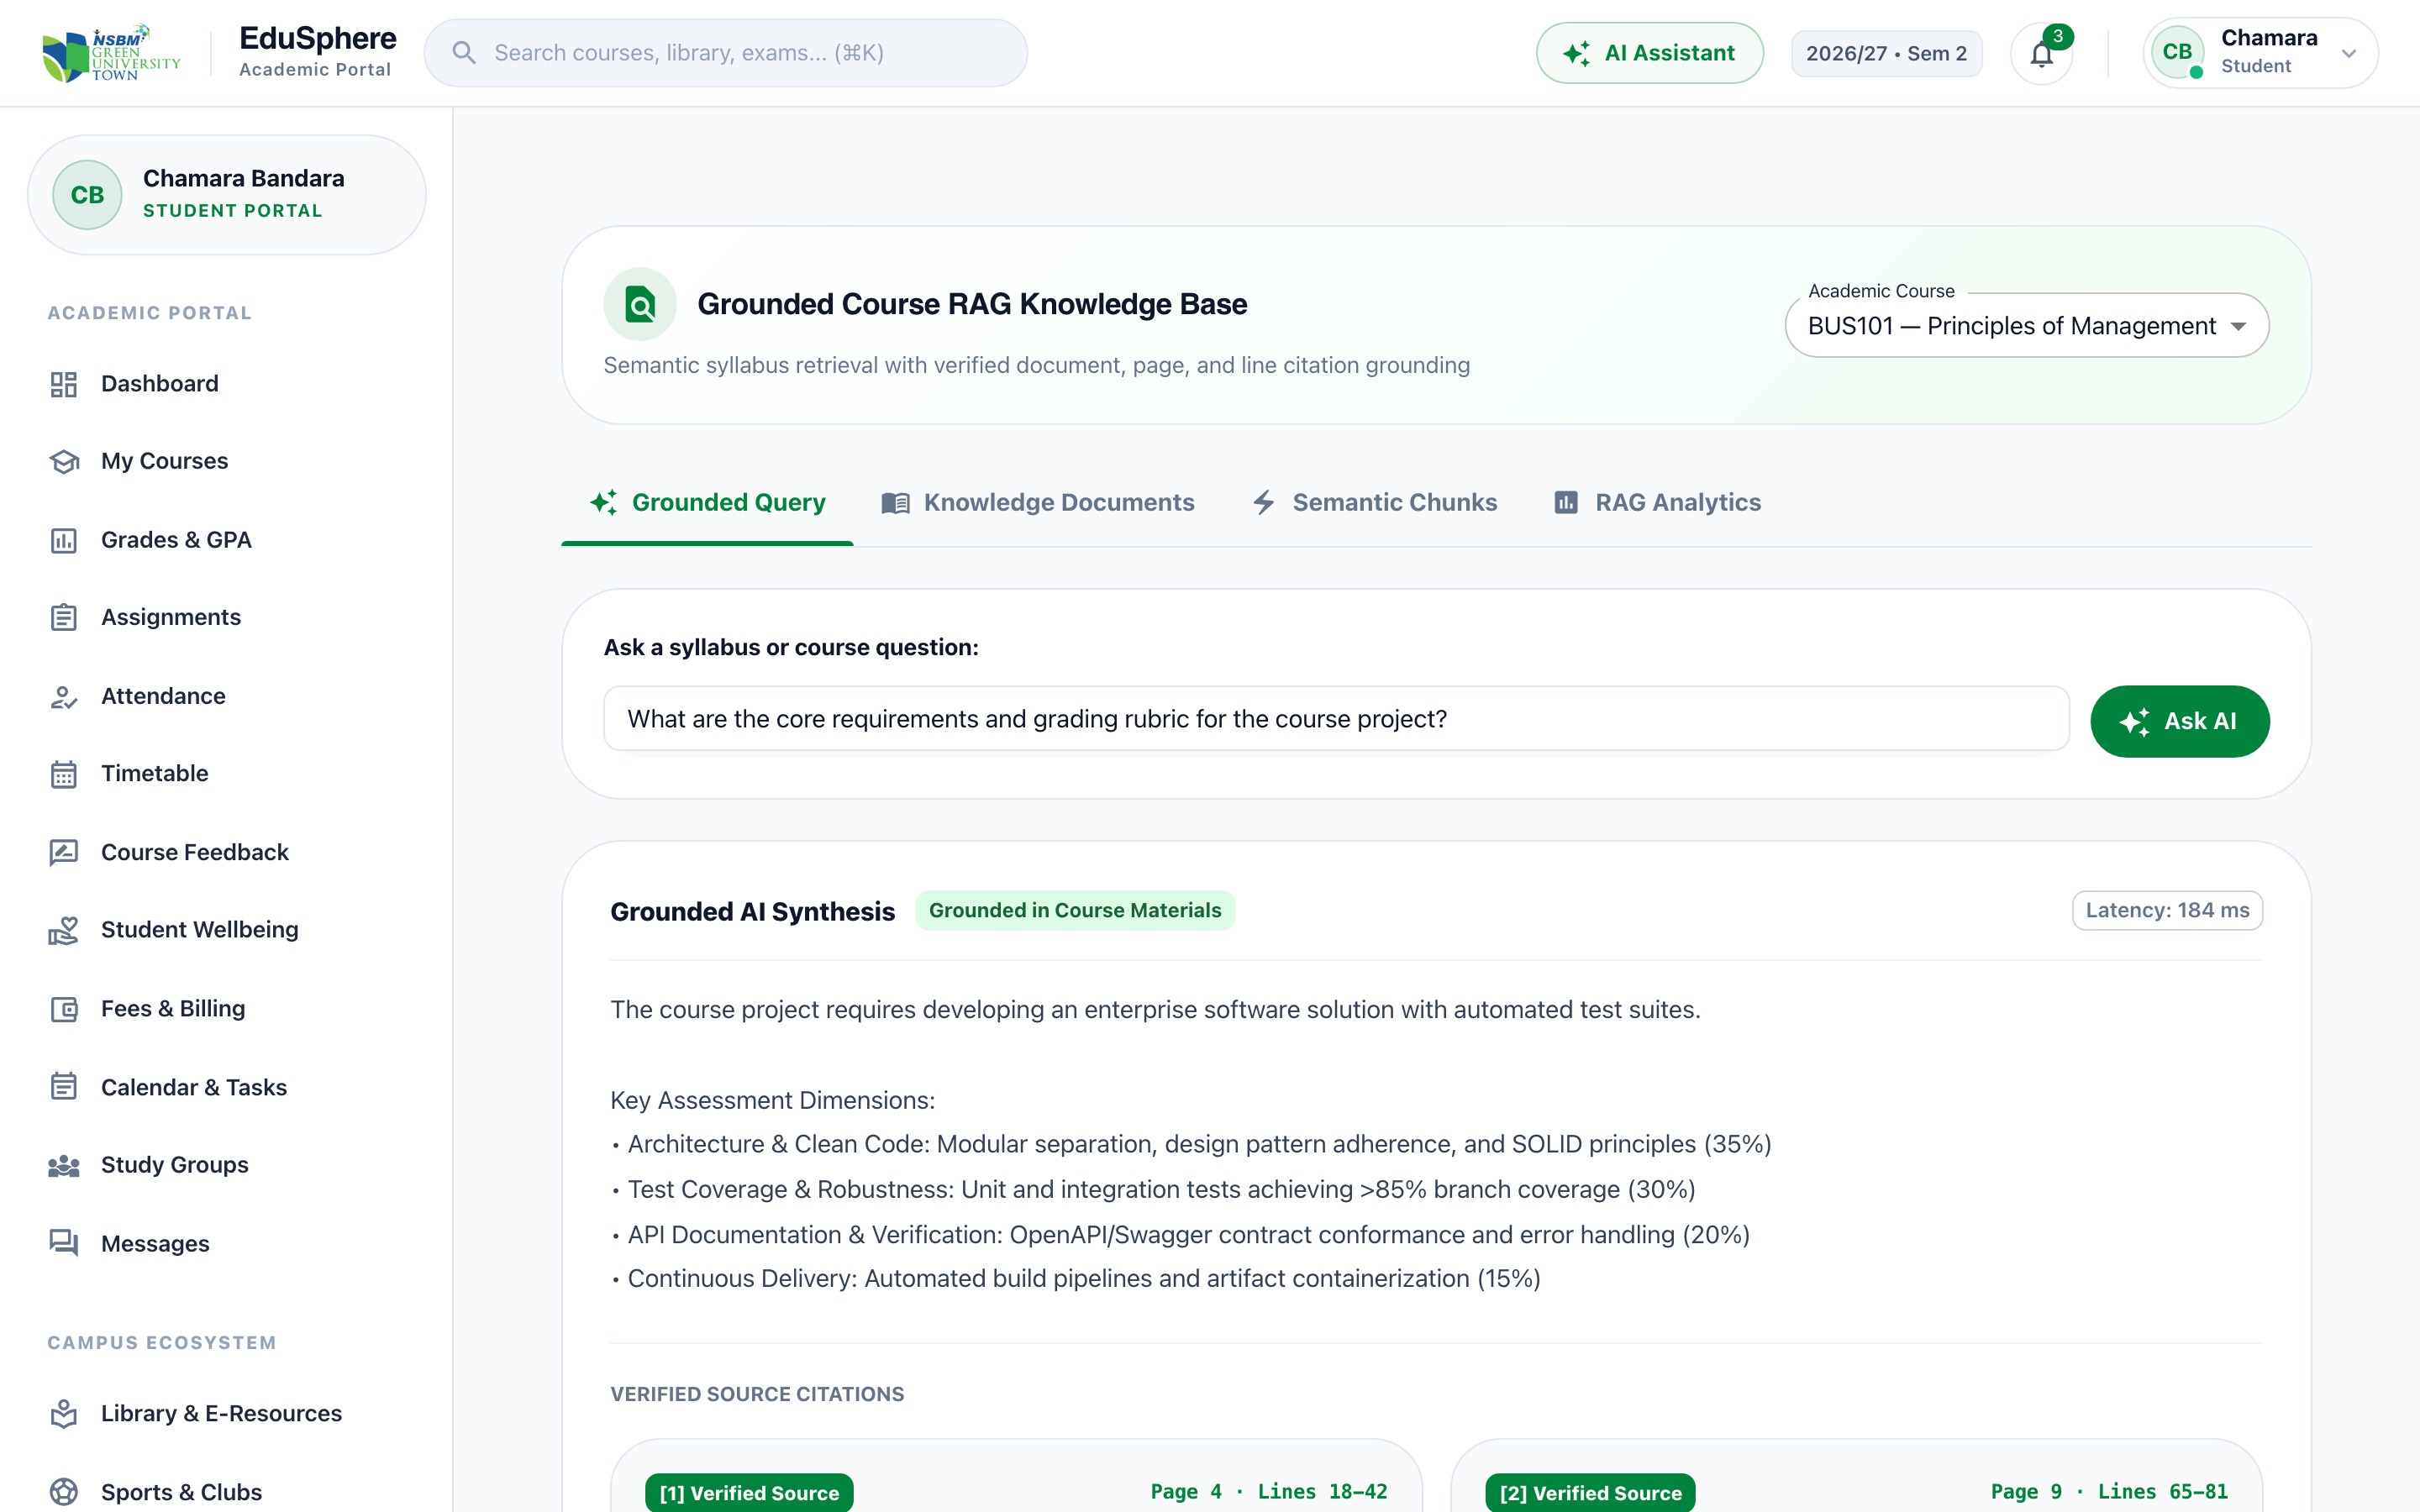 NSBM
GREEN
UNIVERSITY
TOWN
EduSphere
Academic Portal
Search courses, library, exams... (⌘K)
AI Assistant
2026/27 • Sem 2
3
CB
Chamara
Student
CB
Chamara Bandara
STUDENT PORTAL
ACADEMIC PORTAL
Dashboard
My Courses
Grades & GPA
Assignments
Attendance
Timetable
Course Feedback
Student Wellbeing
Fees & Billing
Calendar & Tasks
Study Groups
Messages
CAMPUS ECOSYSTEM
Library & E-Resources
Sports & Clubs
Grounded Course RAG Knowledge Base
Semantic syllabus retrieval with verified document, page, and line citation grounding
Academic Course
BUS101 — Principles of Management
Grounded Query
Knowledge Documents
Semantic Chunks
RAG Analytics
Ask a syllabus or course question:
What are the core requirements and grading rubric for the course project?
Ask AI
Grounded AI Synthesis
Grounded in Course Materials
Latency: 184 ms
The course project requires developing an enterprise software solution with automated test suites.
Key Assessment Dimensions:
• Architecture & Clean Code: Modular separation, design pattern adherence, and SOLID principles (35%)
• Test Coverage & Robustness: Unit and integration tests achieving >85% branch coverage (30%)
• API Documentation & Verification: OpenAPI/Swagger contract conformance and error handling (20%)
• Continuous Delivery: Automated build pipelines and artifact containerization (15%)
VERIFIED SOURCE CITATIONS
[1] Verified Source
Page 4 · Lines 18–42
[2] Verified Source
Page 9 · Lines 65–81